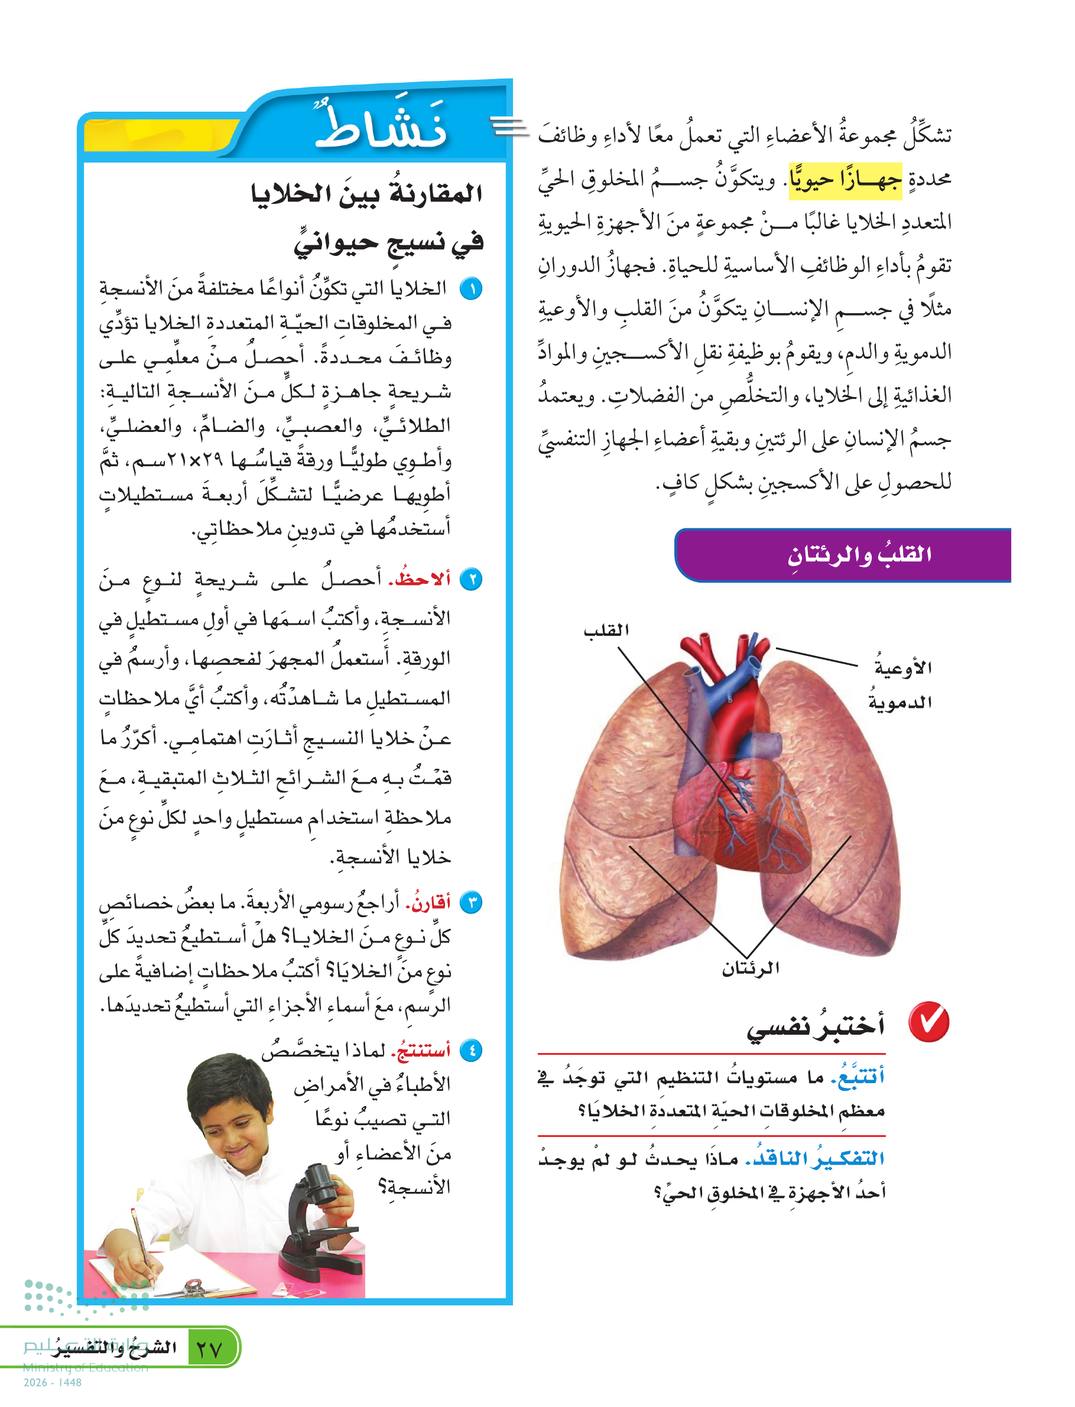 تشكِّلُ مجموعةُ الأعضاءِ التي تعملُ معًا لأداءِ وظائفَ
محددةٍ جهازًا حيويًّا. ويتكوَّنُ جسمُ المخلوقِ الحيِّ
المتعددِ الخلايا غالبًا منْ مجموعةٍ منَ الأجهزةِ الحيويةِ
تقومُ بأداءِ الوظائفِ الأساسيةِ للحياةِ. فجهازُ الدورانِ
مثلًا في جسمِ الإنسانِ يتكوَّنُ منَ القلبِ والأوعيةِ
الدمويةِ والدمِ، ويقومُ بوظيفةِ نقلِ الأكسجينِ والموادِّ
الغذائيةِ إلى الخلايا، والتخلُّصِ من الفضلاتِ. ويعتمدُ
جسمُ الإنسانِ على الرئتينِ وبقيةِ أعضاءِ الجهازِ التنفسيِّ
للحصولِ على الأكسجينِ بشكلٍ كافٍ.
القلبُ والرئتانِ
القلب
الأوعيةُ
الدمويةُ
الرئتان
أختبرُ نفسي
أتتبَّعُ. ما مستوياتُ التنظيمِ التي توجَدُ في
معظمِ المخلوقاتِ الحيّةِ المتعددةِ الخلايَا؟
التفكيرُ الناقدُ. ماذَا يحدثُ لو لمْ يوجدْ
أحدُ الأجهزةِ في المخلوقِ الحيِّ؟
نَشَاطٌ
المقارنةُ بينَ الخلايا
في نسيجٍ حيوانيٍّ
١ الخلايا التي تكوِّنُ أنواعًا مختلفةً منَ الأنسجةِ
في المخلوقاتِ الحيّةِ المتعددةِ الخلايا تؤدِّي
وظائفَ محددةً. أحصلُ منْ معلِّمِي على
شريحةٍ جاهزةٍ لكلٍّ منَ الأنسجةِ التاليةِ:
الطلائيِّ، والعصبيِّ، والضامِّ، والعضليِّ،
وأطوِي طوليًّا ورقةً قياسُها ٢٩×٢١سم، ثمَّ
أطوِيها عرضيًّا لتشكِّلَ أربعةَ مستطيلاتٍ
أستخدمُها في تدوينِ ملاحظاتِي.
٢ ألاحظُ. أحصلُ على شريحةٍ لنوعٍ منَ
الأنسجةِ، وأكتبُ اسمَها في أولِ مستطيلٍ في
الورقةِ. أَستعملُ المجهرَ لفحصِها، وأرسمُ في
المستطيلِ ما شاهدْتُه، وأكتبُ أيَّ ملاحظاتٍ
عنْ خلايا النسيجِ أثارَتِ اهتمامِي. أكرّرُ ما
قمْتُ بهِ معَ الشرائحِ الثلاثِ المتبقيةِ، معَ
ملاحظةِ استخدامِ مستطيلٍ واحدٍ لكلِّ نوعٍ منَ
خلايا الأنسجةِ.
٣ أقارنُ. أراجعُ رسومي الأربعةَ. ما بعضُ خصائصِ
كلِّ نوعٍ منَ الخلايا؟ هلْ أستطيعُ تحديدَ كلِّ
نوعٍ منَ الخلايَا؟ أكتبُ ملاحظاتٍ إضافيةً على
الرسمِ، معَ أسماءِ الأجزاءِ التي أستطيعُ تحديدَها.
٤ أستنتجُ. لماذا يتخصَّصُ
الأطباءُ في الأمراضِ
التي تصيبُ نوعًا
منَ الأعضاءِ أو
الأنسجةِ؟
٢٧ الشرحُ والتفسيرُ
وزارة التعليم
Ministry of Education
2026 - 1448